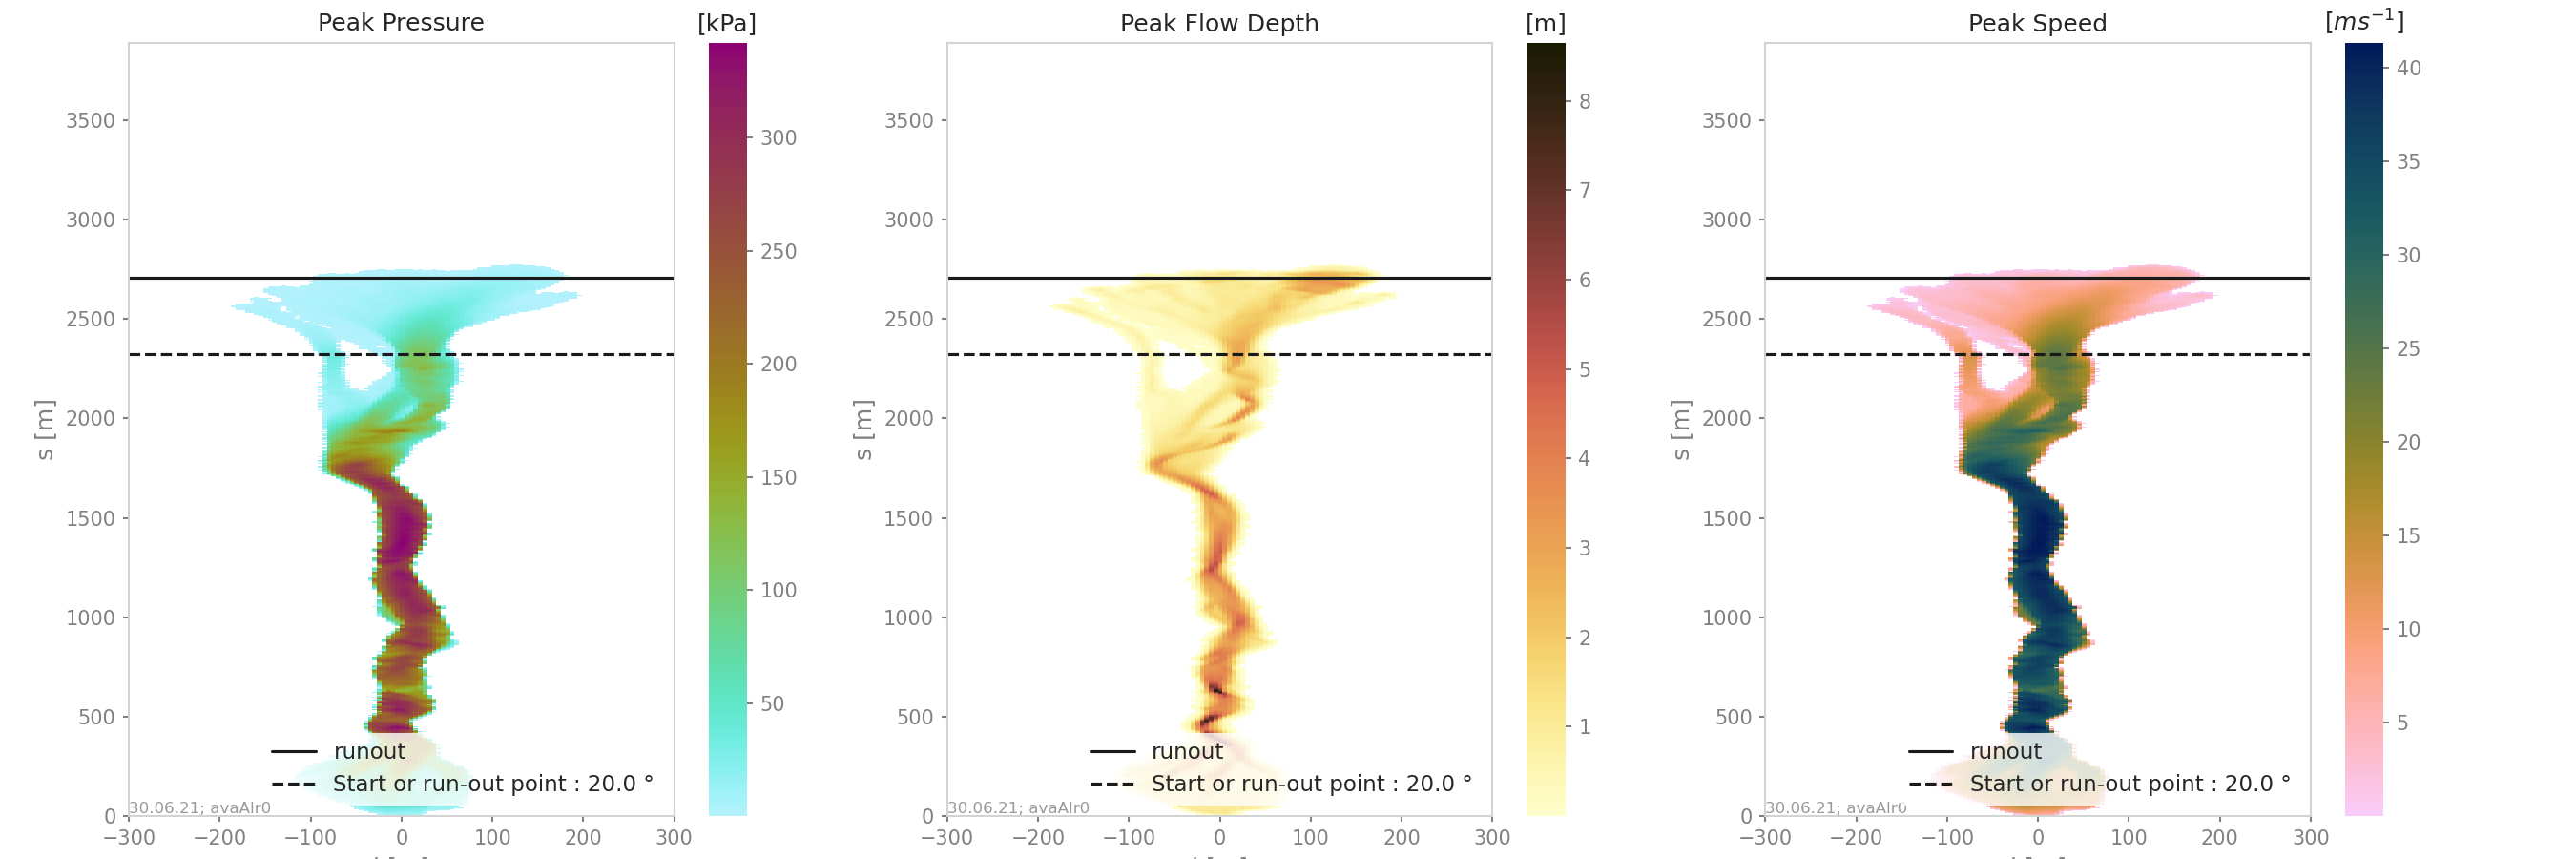 Peak Pressure
[kPa]
3500
3000
2500
2000
1500
1000
500
0
s [m]
300
250
200
150
100
50
runout
Start or run-out point : 20.0 °
30.06.21; avaAlr0
−300 −200 −100 0 100 200 300
Peak Flow Depth
[m]
3500
3000
2500
2000
1500
1000
500
0
s [m]
8
7
6
5
4
3
2
1
runout
Start or run-out point : 20.0 °
30.06.21; avaAlr0
−300 −200 −100 0 100 200 300
Peak Speed
[ms⁻¹]
3500
3000
2500
2000
1500
1000
500
0
s [m]
40
35
30
25
20
15
10
5
runout
Start or run-out point : 20.0 °
30.06.21; avaAlr0
−300 −200 −100 0 100 200 300